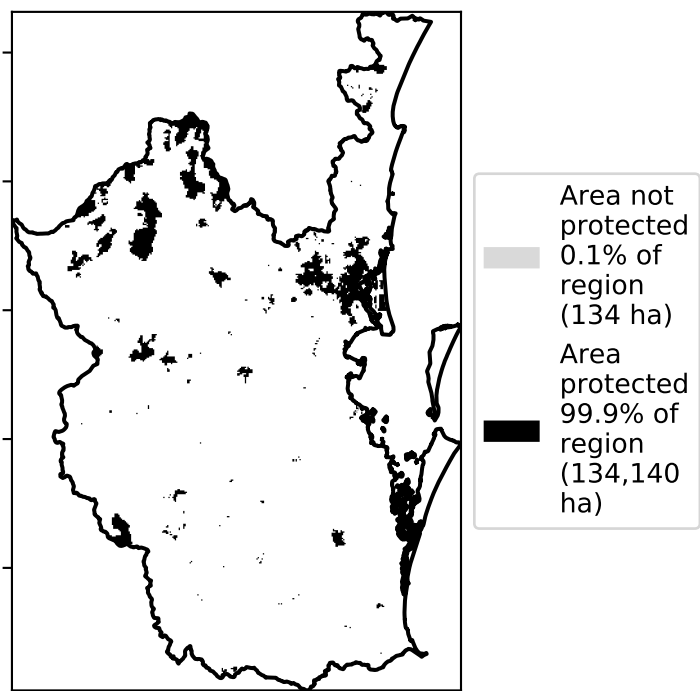 Area not
protected
0.1% of
region
(134 ha)
Area
protected
99.9% of
region
(134,140
ha)